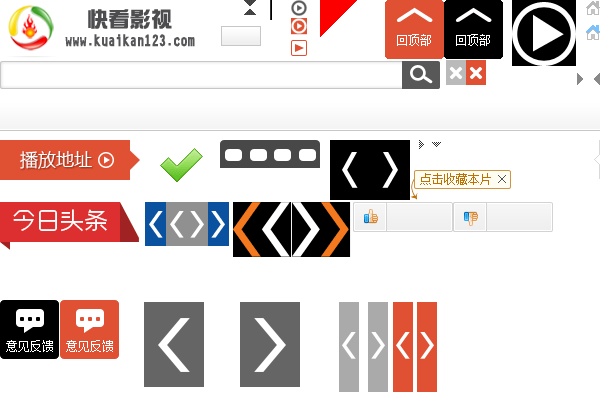 快看影视
www.kuaikan123.com
回顶部
回顶部
播放地址
点击收藏本片
今日头条
意见反馈
意见反馈